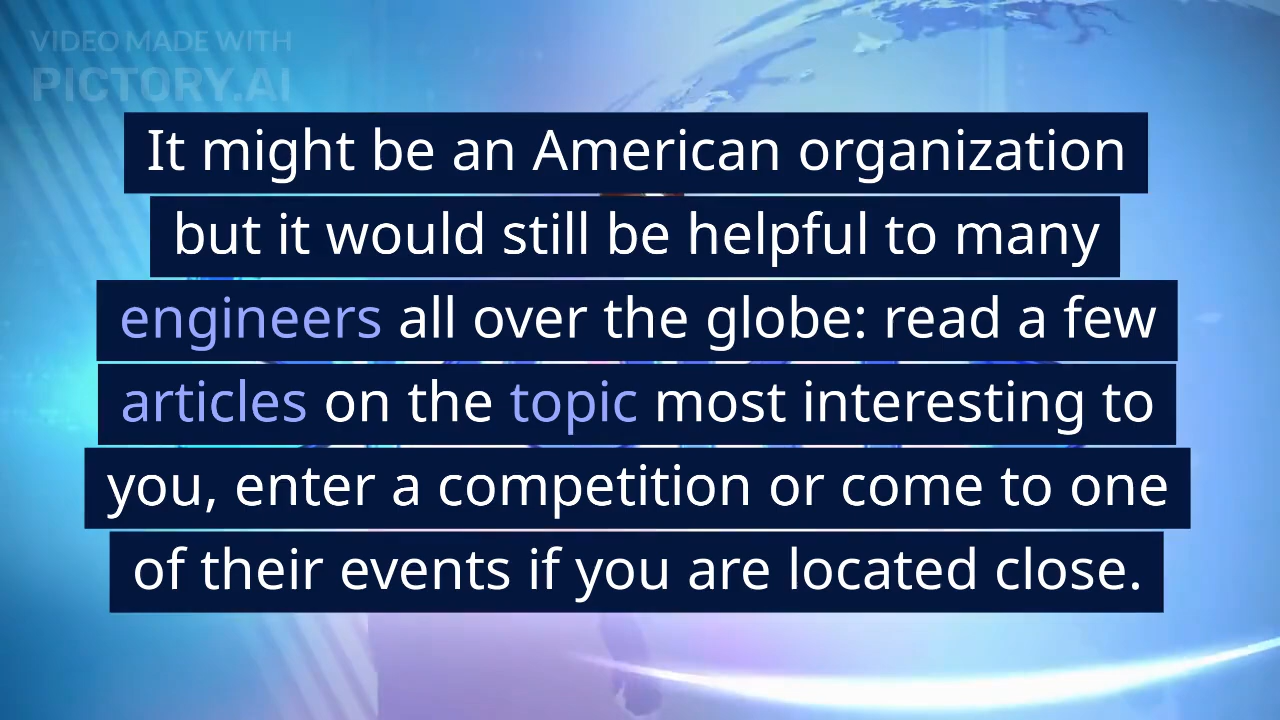 VIDEO MADE WITH
PICTORY.AI
It might be an American organization
but it would still be helpful to many
engineers all over the globe: read a few
articles on the topic most interesting to
you, enter a competition or come to one
of their events if you are located close.